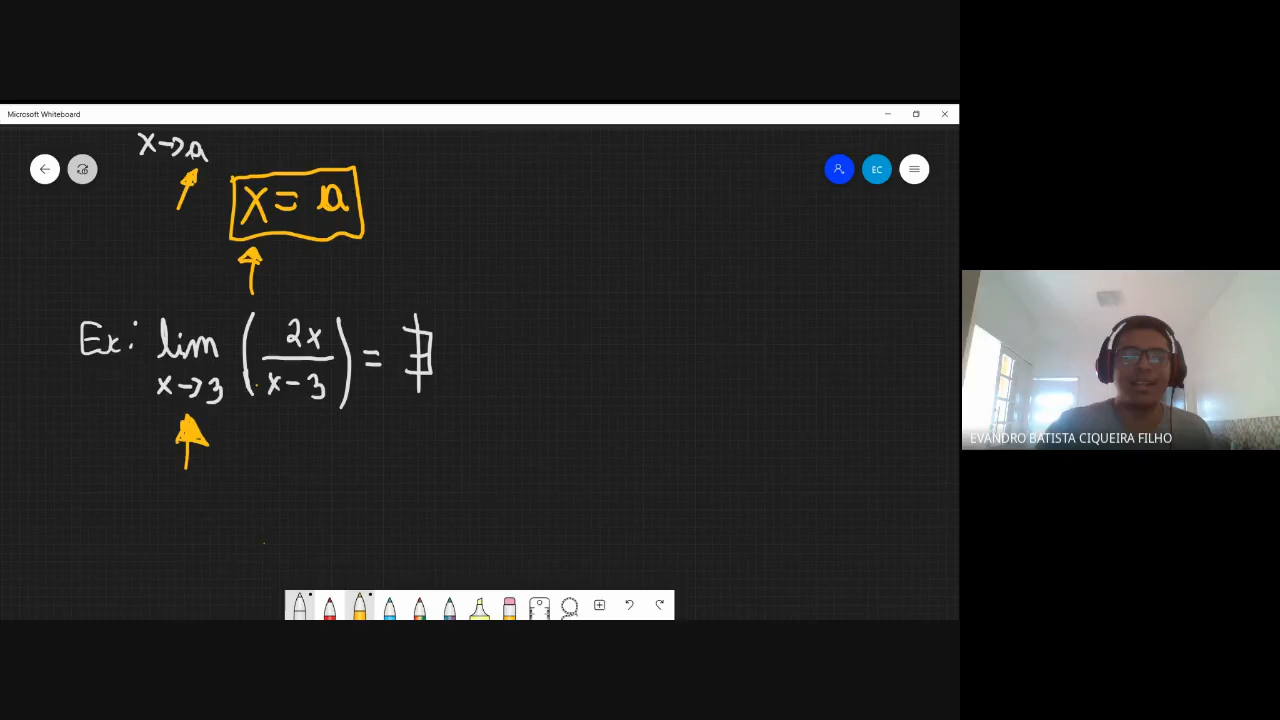 Microsoft Whiteboard
x→a
EC
x = a
Ex: lim x→3 (2x / x-3) = ∄
EVANDRO BATISTA CIQUEIRA FILHO